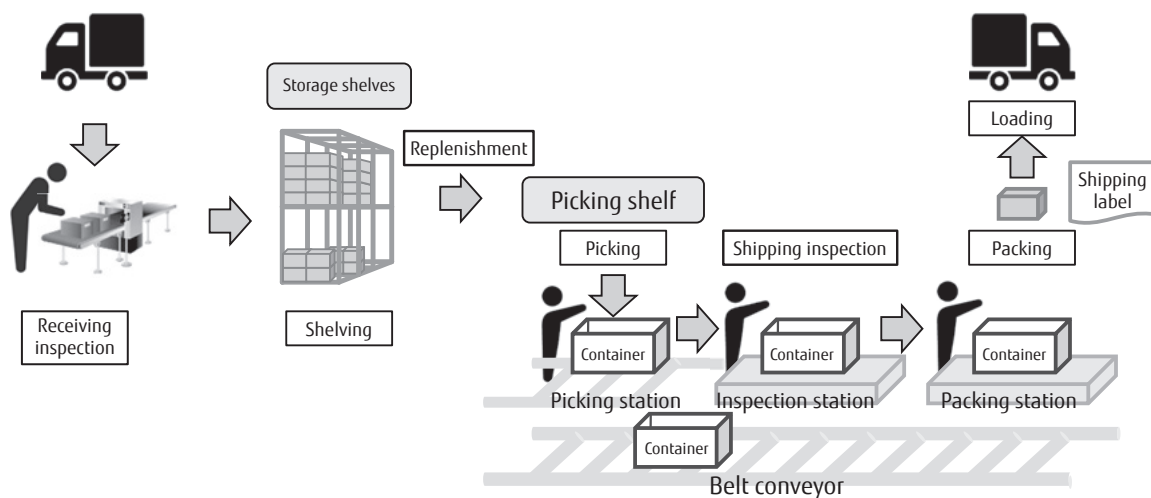 Storage shelves
Replenishment
Receiving
inspection
Shelving
Picking shelf
Picking
Shipping inspection
Loading
Shipping
label
Packing
Container
Container
Container
Picking station
Inspection station
Packing station
Container
Belt conveyor